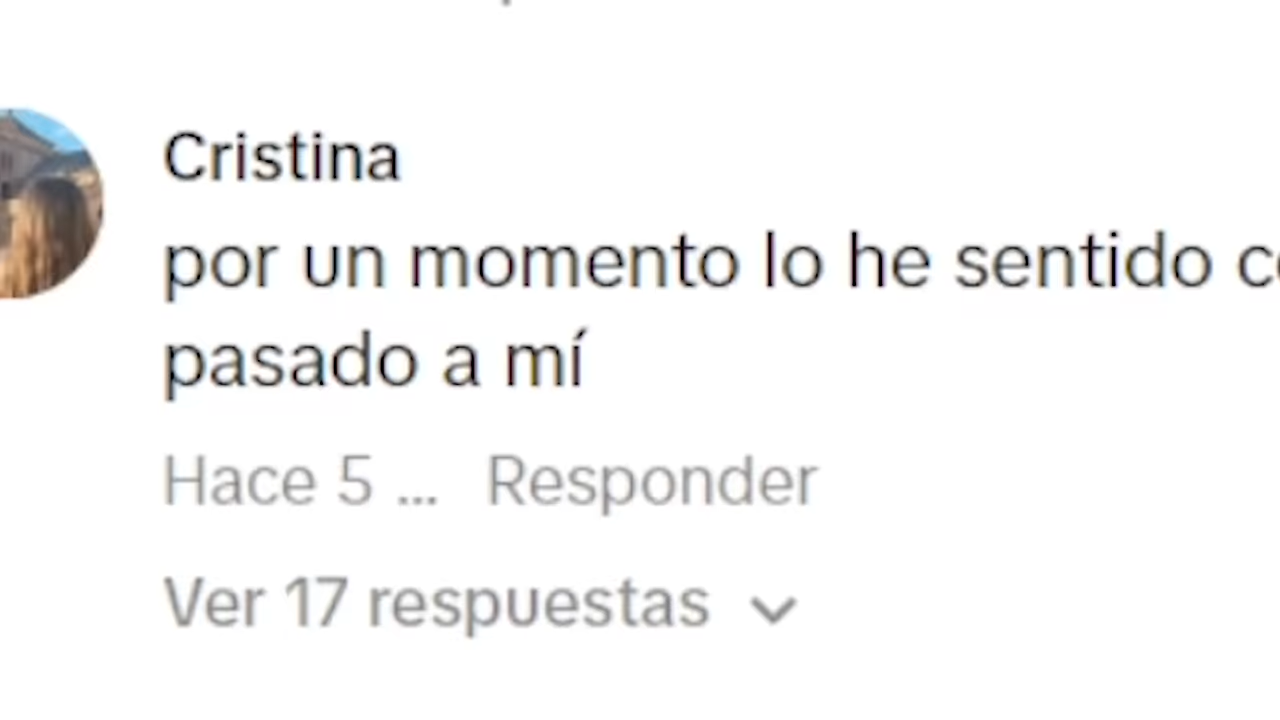 Cristina
por un momento lo he sentido
pasado a mí
Hace 5 ... Responder
Ver 17 respuestas